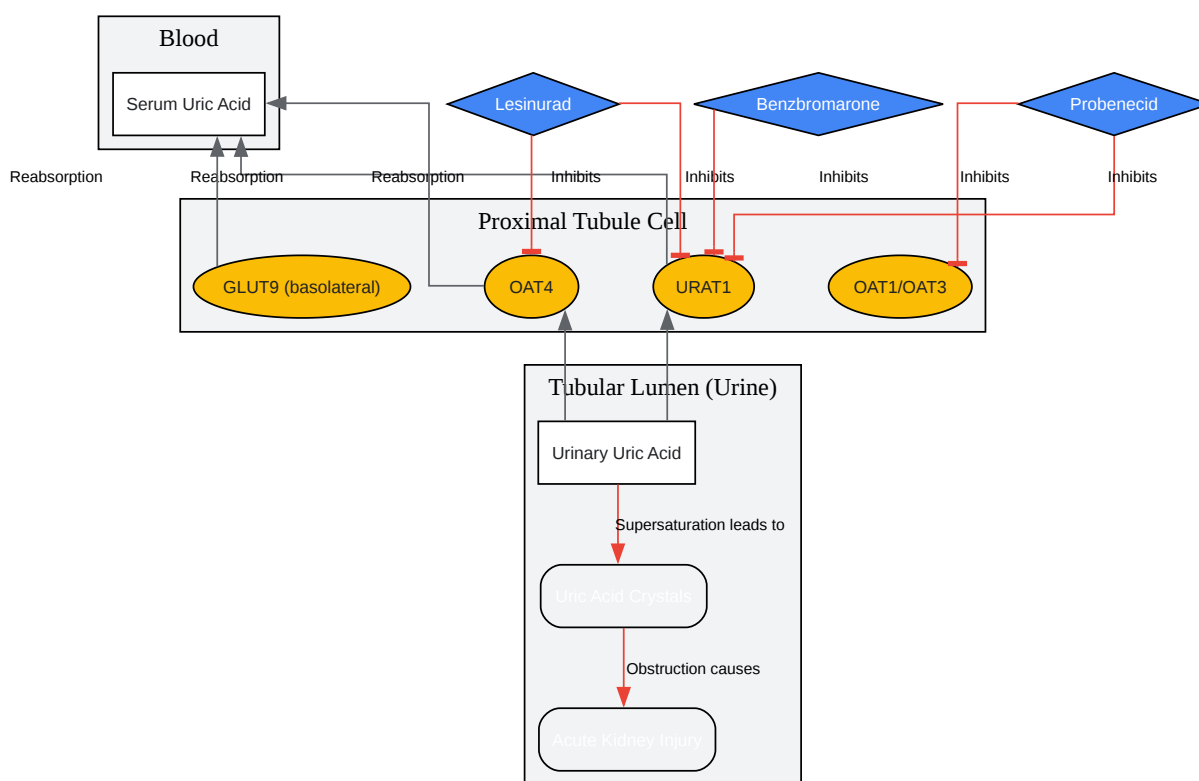 Blood
Serum Uric Acid
Lesinurad
Benzbromarone
Probenecid
Reabsorption
Reabsorption
Reabsorption
Inhibits
Inhibits
Inhibits
Inhibits
Inhibits
Proximal Tubule Cell
GLUT9 (basolateral)
OAT4
URAT1
OAT1/OAT3
Tubular Lumen (Urine)
Urinary Uric Acid
Supersaturation leads to
Uric Acid Crystals
Obstruction causes
Acute Kidney Injury